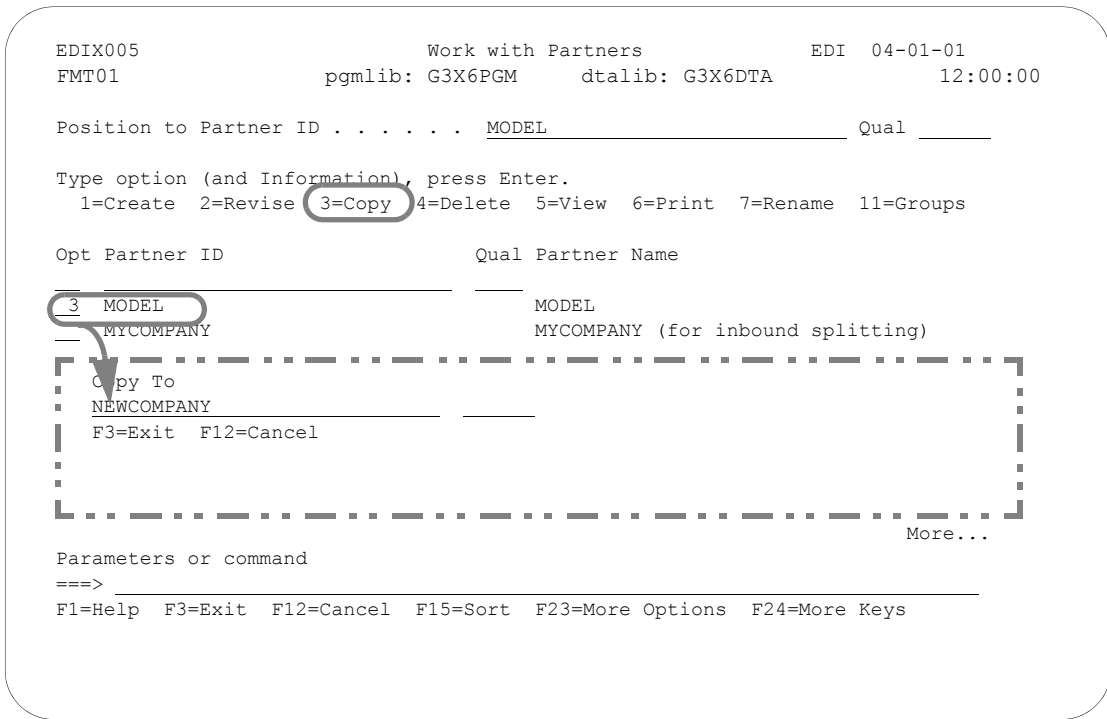 EDIX005 Work with Partners EDI 04-01-01
FMT01 pgmlib: G3X6PGM dtalib: G3X6DTA 12:00:00
Position to Partner ID . . . . . . MODEL Qual
Type option (and Information), press Enter.
1=Create 2=Revise 3=Copy 4=Delete 5=View 6=Print 7=Rename 11=Groups
Opt Partner ID Qual Partner Name
3 MODEL MODEL
MYCOMPANY MYCOMPANY (for inbound splitting)
Copy To
NEWCOMPANY
F3=Exit F12=Cancel
More...
Parameters or command
===>
F1=Help F3=Exit F12=Cancel F15=Sort F23=More Options F24=More Keys